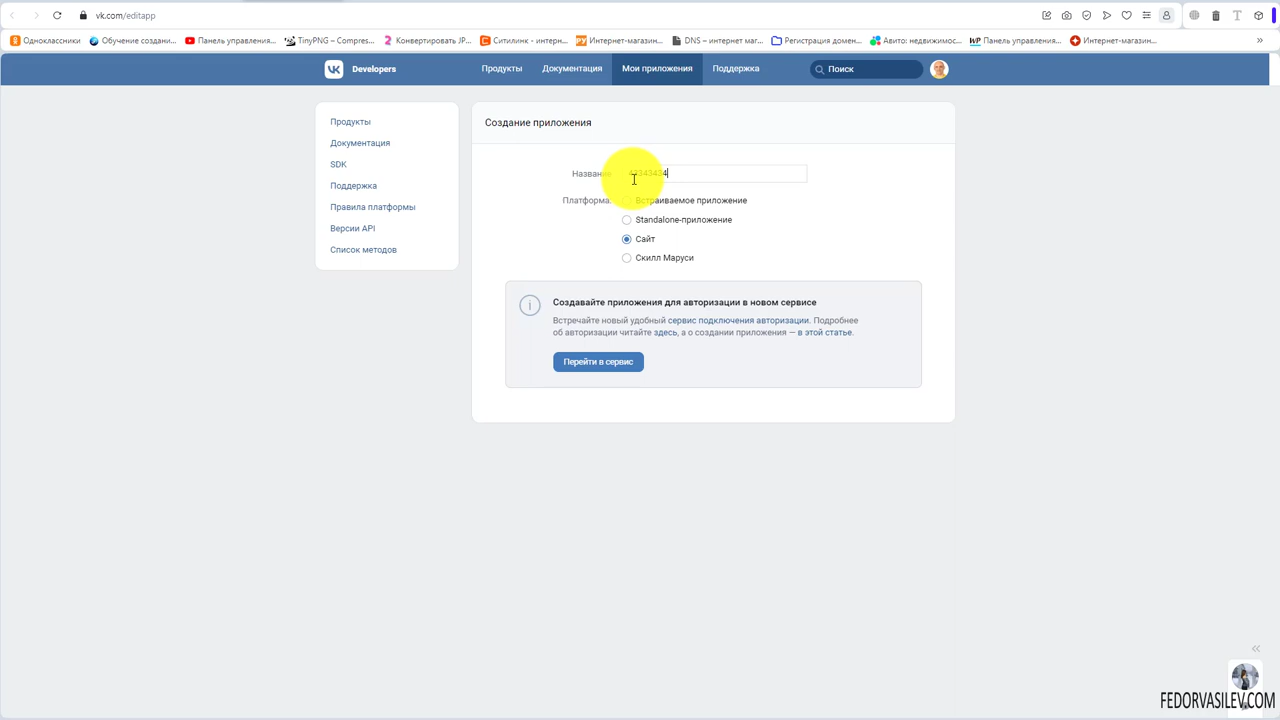 vk.com/editapp
Одноклассники
Обучение создани...
Панель управления...
TinyPNG – Compres...
Конвертировать JP...
Ситилинк - интерн...
Интернет-магазин...
DNS – интернет маг...
Регистрация домен...
Авито: недвижимос...
Панель управления...
Интернет-магазин...
Developers
Продукты
Документация
Мои приложения
Поддержка
Поиск
Продукты
Документация
SDK
Поддержка
Правила платформы
Версии API
Список методов
Создание приложения
Название
Платформа:
Встраиваемое приложение
Standalone-приложение
Сайт
Скилл Маруси
Создавайте приложения для авторизации в новом сервисе
Встречайте новый удобный сервис подключения авторизации. Подробнее
об авторизации читайте здесь, а о создании приложения — в этой статье.
Перейти в сервис
FEDORVASILEV.COM